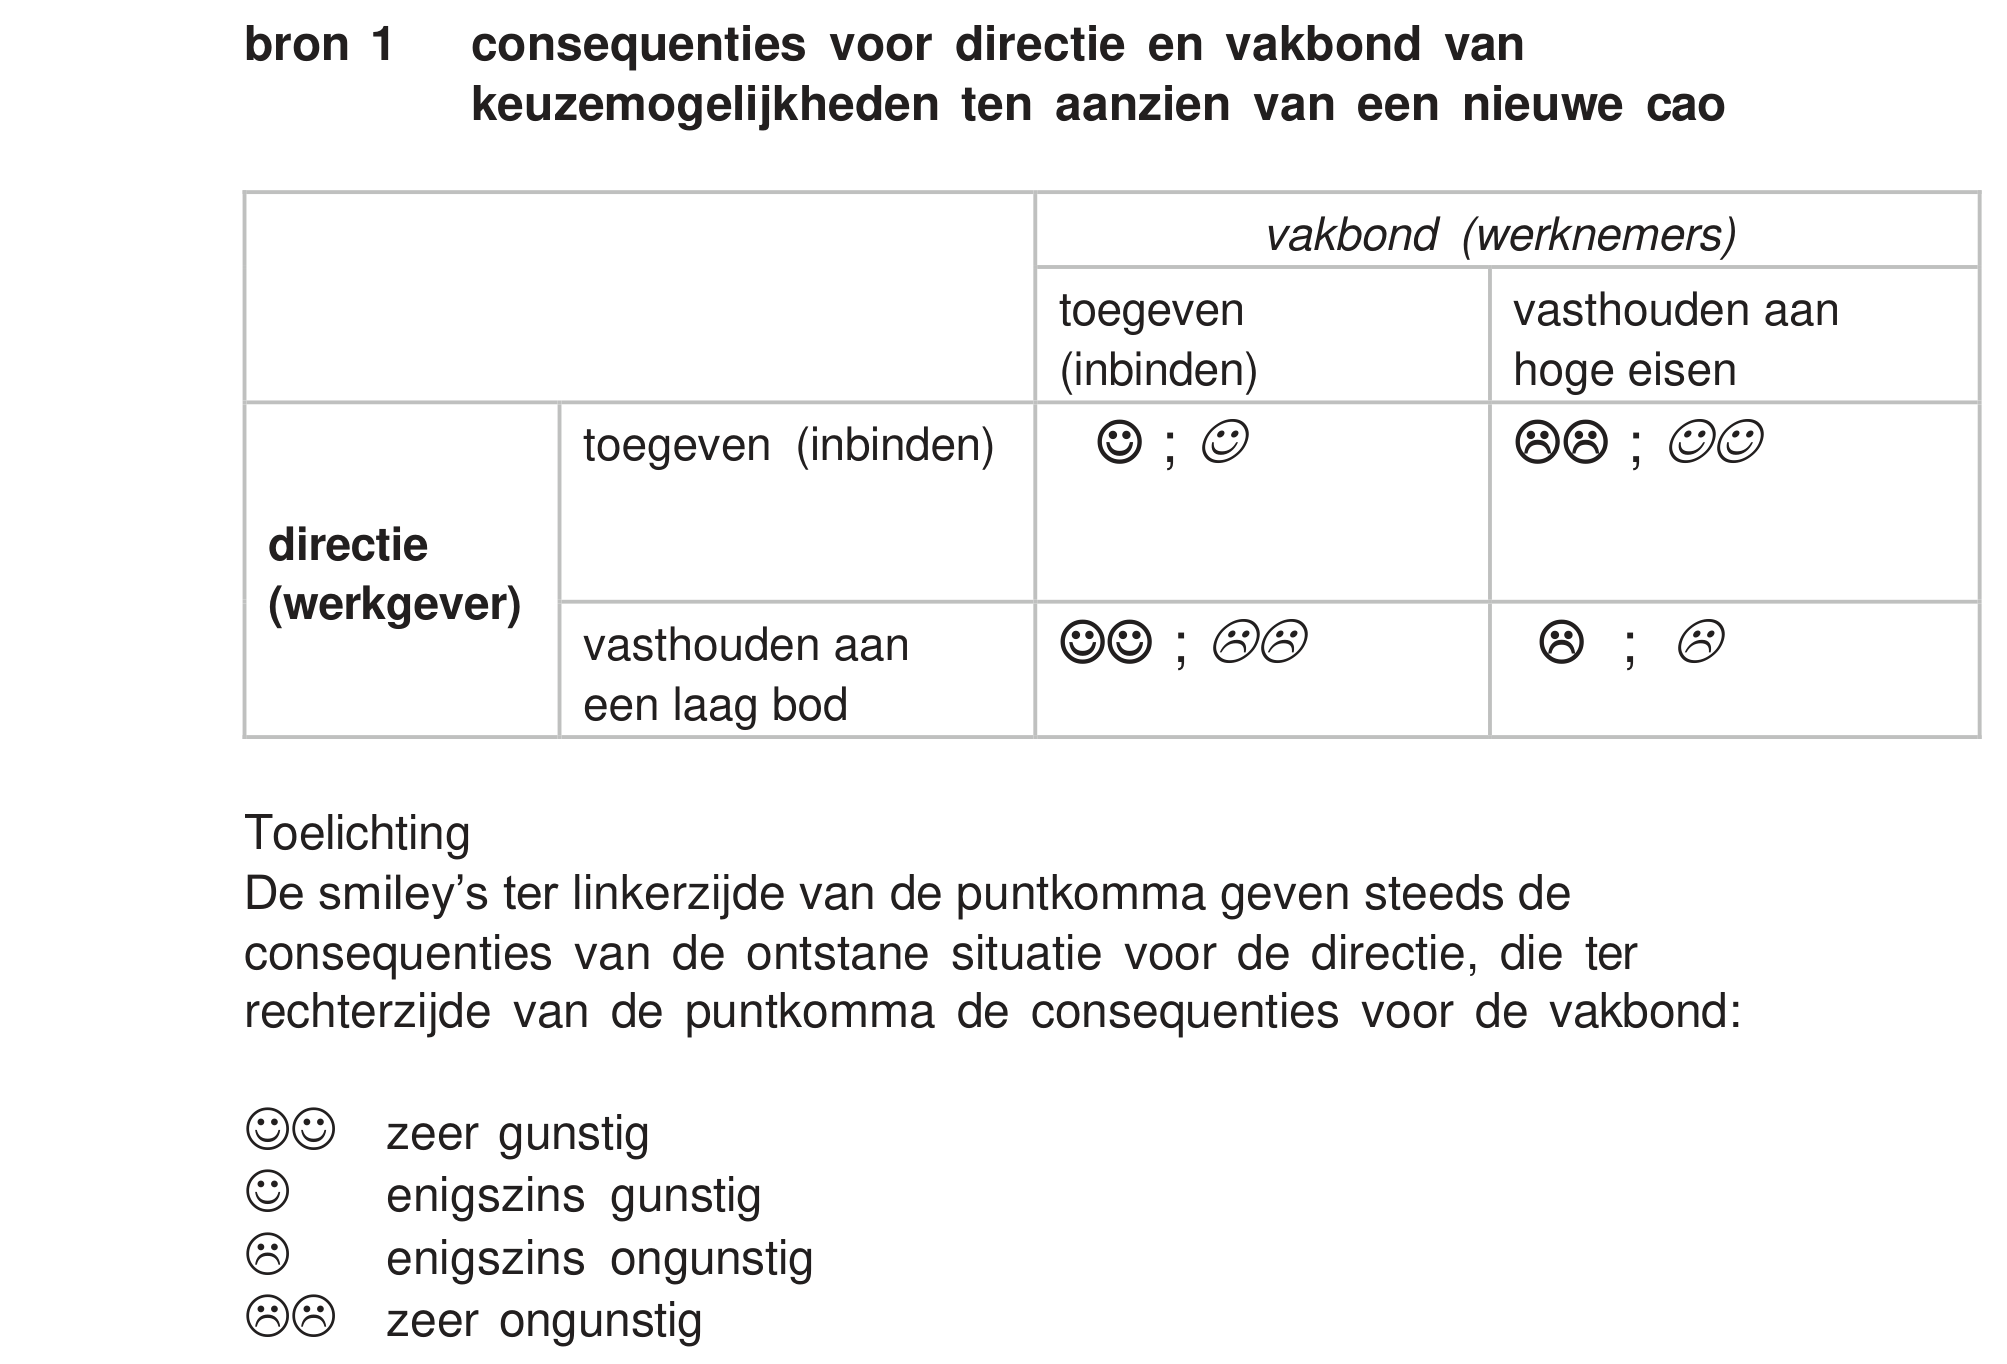 bron 1 consequenties voor directie en vakbond van
keuzemogelijkheden ten aanzien van een nieuwe cao
vakbond (werknemers)
toegeven
(inbinden)
vasthouden aan
hoge eisen
directie
(werkgever)
toegeven (inbinden)
☺ ; ☺
☹☹ ; ☺☺
vasthouden aan
een laag bod
☺☺ ; ☹☹
☹ ; ☹
Toelichting
De smiley’s ter linkerzijde van de puntkomma geven steeds de
consequenties van de ontstane situatie voor de directie, die ter
rechterzijde van de puntkomma de consequenties voor de vakbond:
☺☺ zeer gunstig
☺ enigszins gunstig
☹ enigszins ongunstig
☹☹ zeer ongunstig